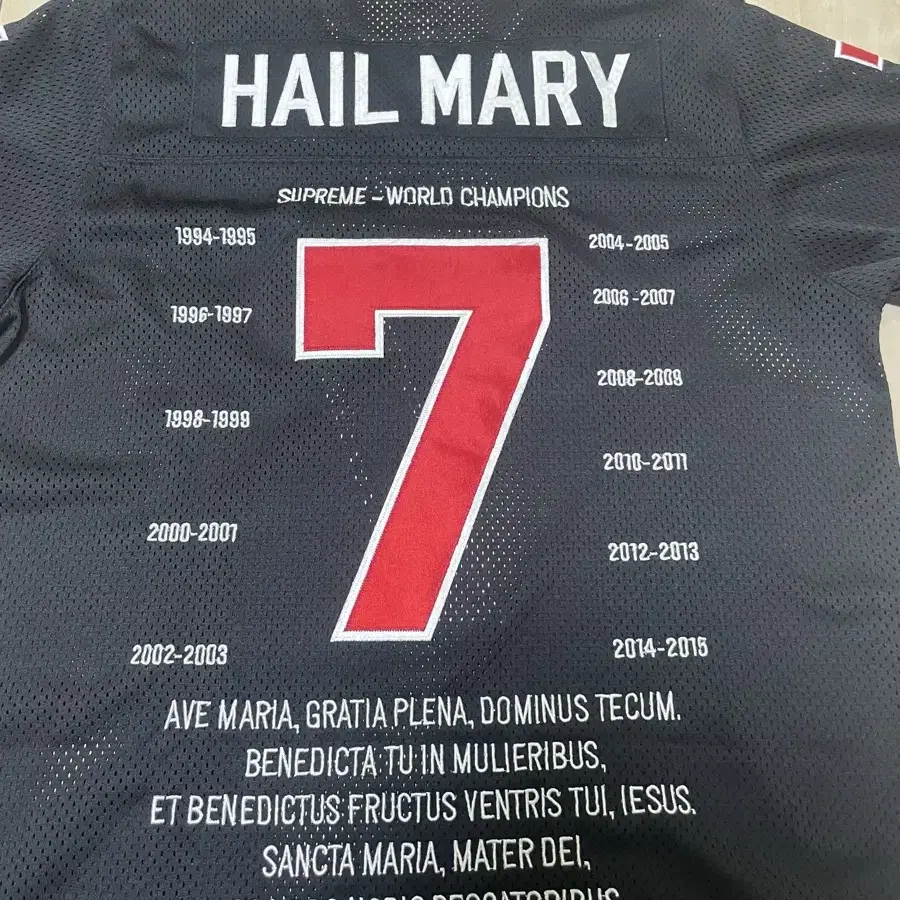 HAIL MARY
SUPREME - WORLD CHAMPIONS
1994-1995
1996-1997
1998-1999
2000-2001
2002-2003
7
2004-2005
2006-2007
2008-2009
2010-2011
2012-2013
2014-2015
AVE MARIA, GRATIA PLENA, DOMINUS TECUM.
BENEDICTA TU IN MULIERIBUS,
ET BENEDICTUS FRUCTUS VENTRIS TUI, IESUS.
SANCTA MARIA, MATER DEI,
PECCATORIBUS